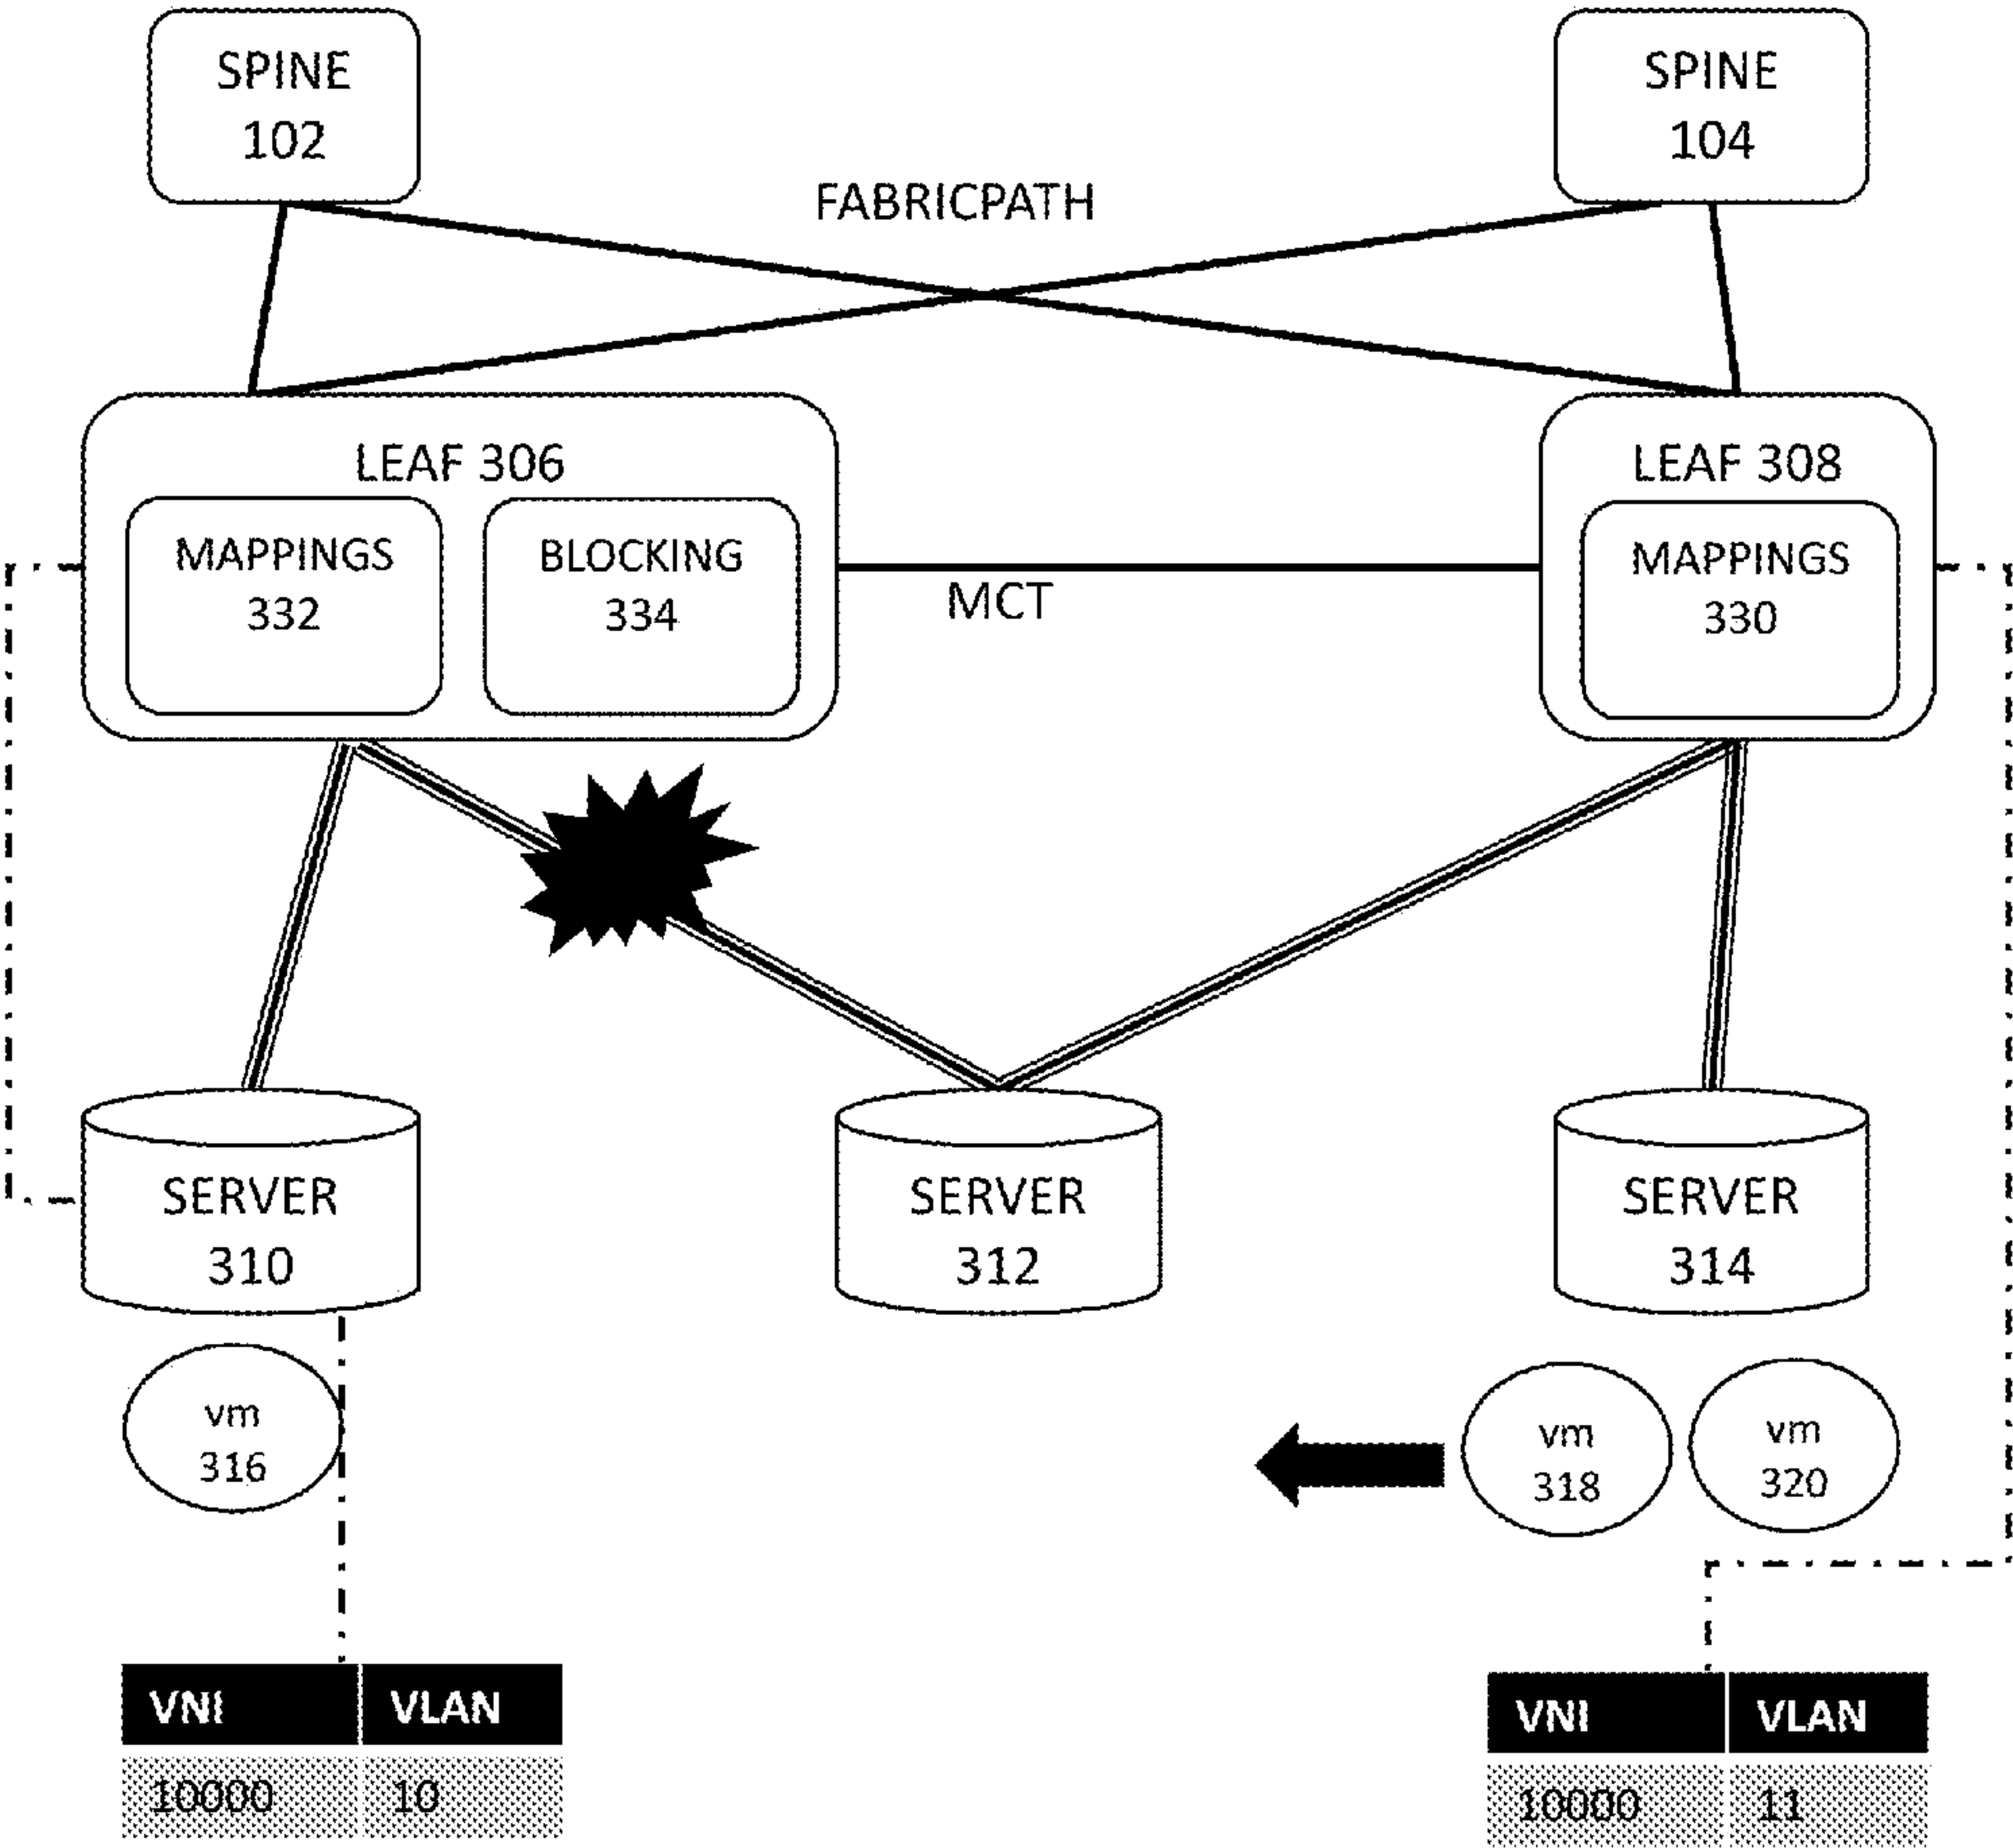 SPINE
102
SPINE
104
FABRICPATH
LEAF 306
MAPPINGS
332
BLOCKING
334
MCT
LEAF 308
MAPPINGS
330
SERVER
310
SERVER
312
SERVER
314
vm
316
vm
318
vm
320
VNI VLAN
10000 10
VNI VLAN
10000 11